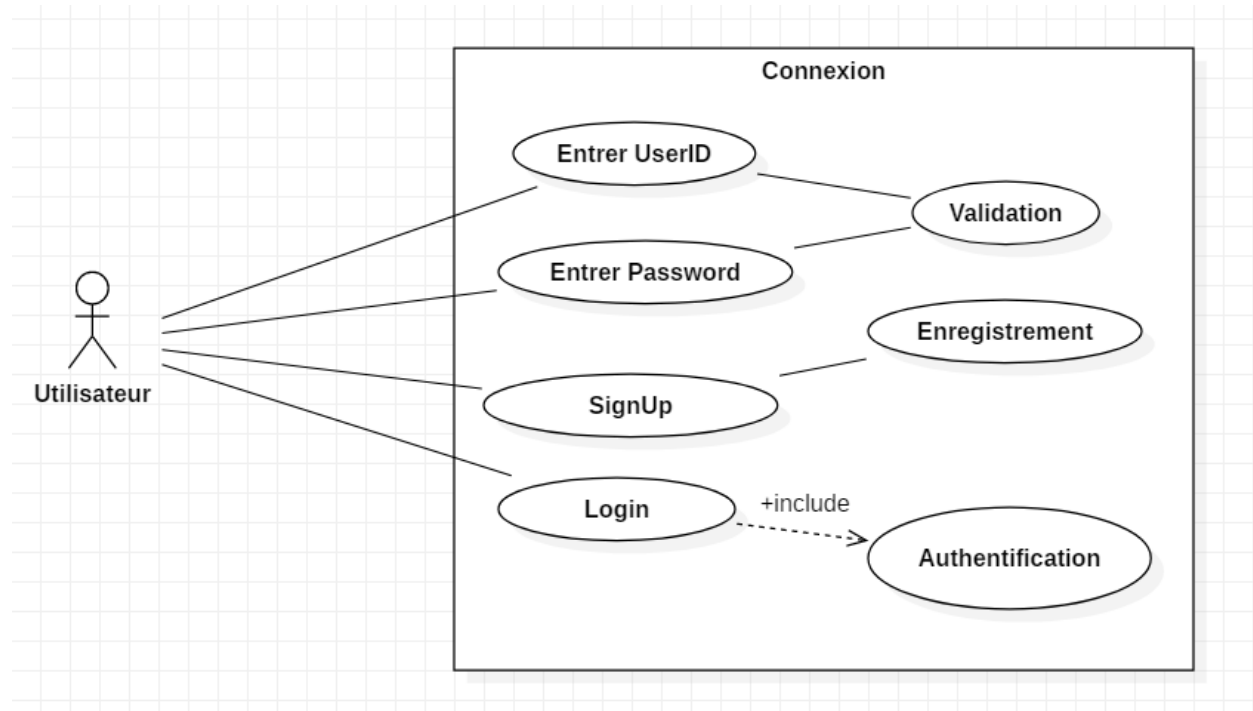 Connexion
Entrer UserID
Validation
Entrer Password
Enregistrement
Utilisateur
SignUp
Login
+include
Authentification